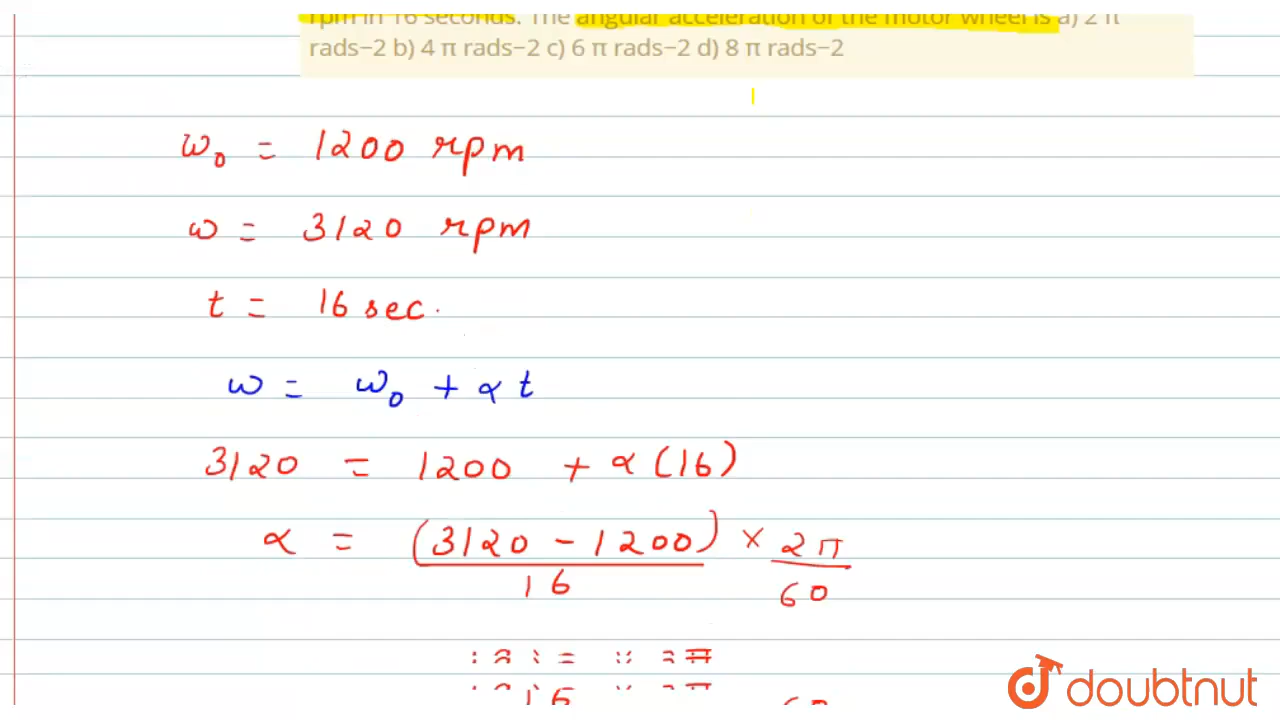 rpm in 16 seconds. The angular acceleration of the motor wheel is a) 2 π
rads−2 b) 4 π rads−2 c) 6 π rads−2 d) 8 π rads−2
ω₀ = 1200 rpm
ω = 3120 rpm
t = 16 sec.
ω = ω₀ + αt
3120 = 1200 + α(16)
α = (3120 - 1200) × 2π
16 60
doubtnut